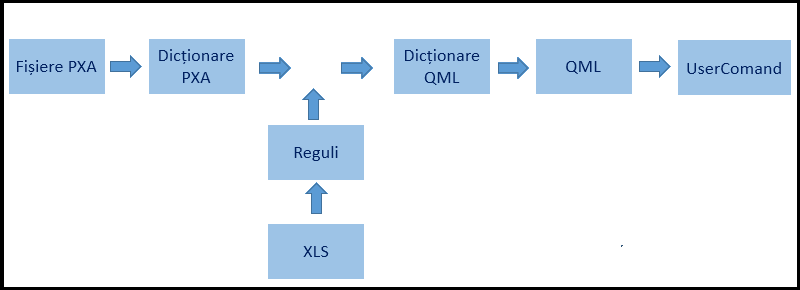 Fișiere PXA
Dicționare
PXA
Dicționare
QML
QML
UserComand
Reguli
XLS